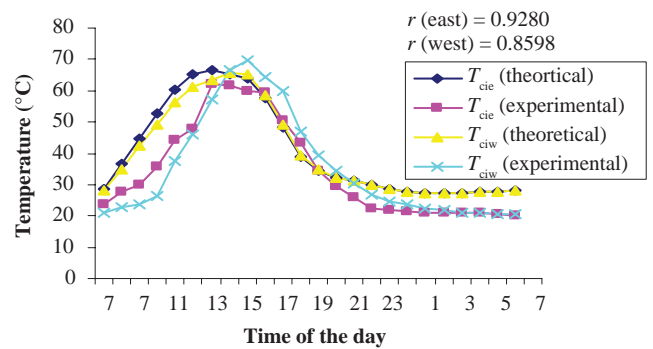 r (east) = 0.9280
r (west) = 0.8598
Temperature (°C)
80
70
60
50
40
30
20
10
0
7 7 11 13 15 17 19 21 23 1 3 5 7
Time of the day
Tcie (theortical)
Tcie (experimental)
Tciw (theoretical)
Tciw (experimental)